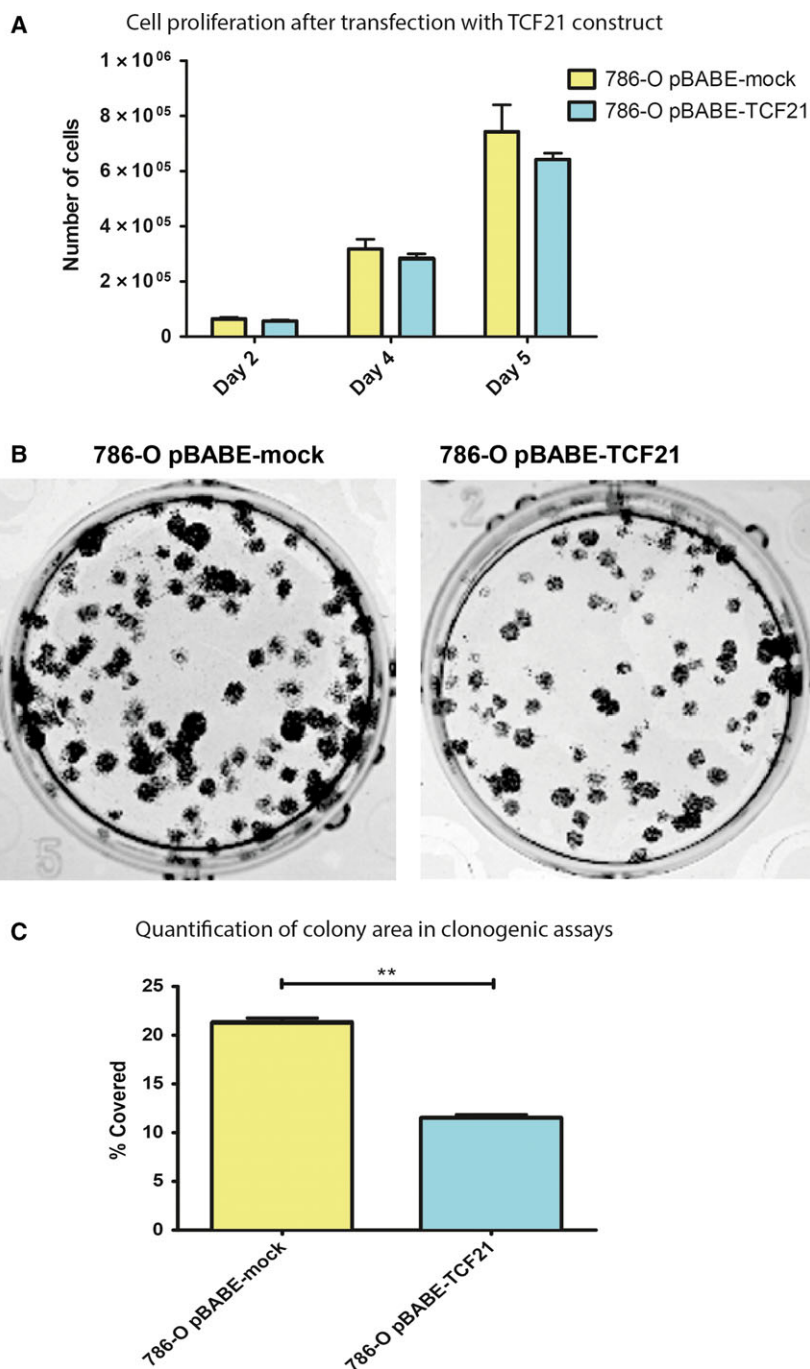 A
Cell proliferation after transfection with TCF21 construct
1 × 10⁰⁶
8 × 10⁰⁵
6 × 10⁰⁵
4 × 10⁰⁵
2 × 10⁰⁵
0
Number of cells
786-O pBABE-mock
786-O pBABE-TCF21
Day 2
Day 4
Day 5
B
786-O pBABE-mock
786-O pBABE-TCF21
5
2
C
Quantification of colony area in clonogenic assays
**
25
20
15
10
5
0
% Covered
786-O pBABE-mock
786-O pBABE-TCF21